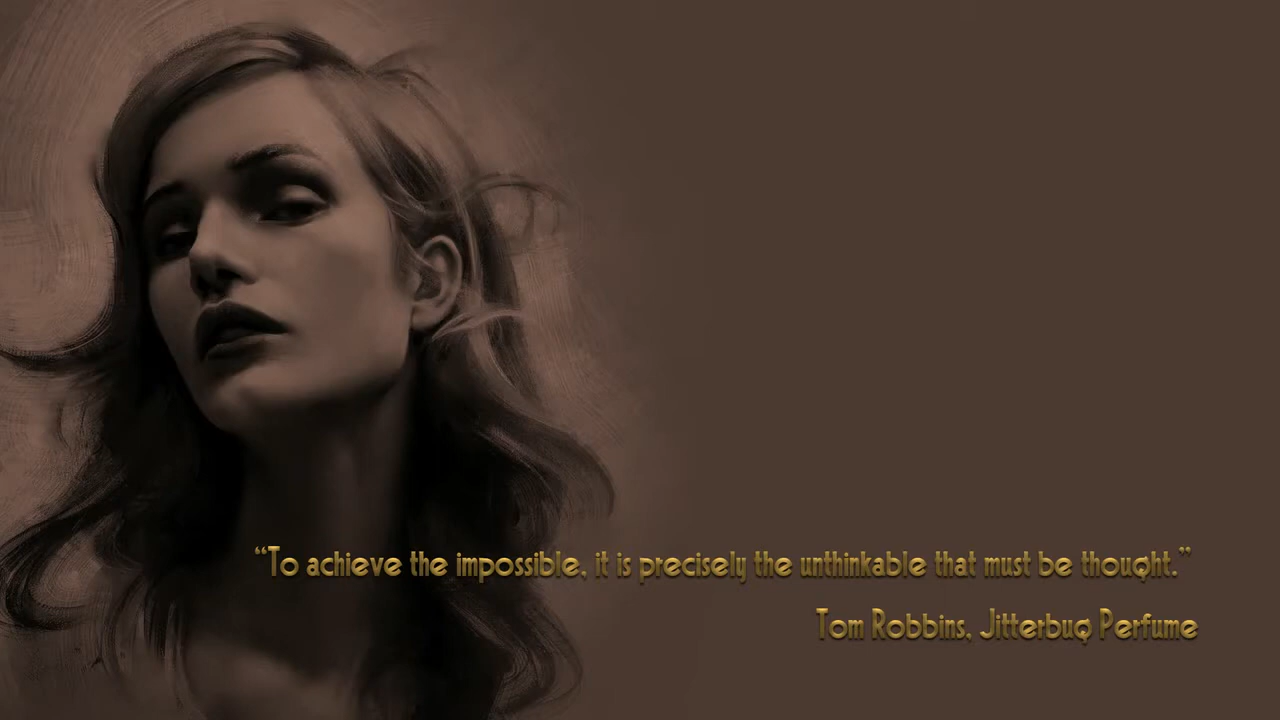 “To achieve the impossible, it is precisely the unthinkable that must be thought.”
Tom Robbins, Jitterbug Perfume